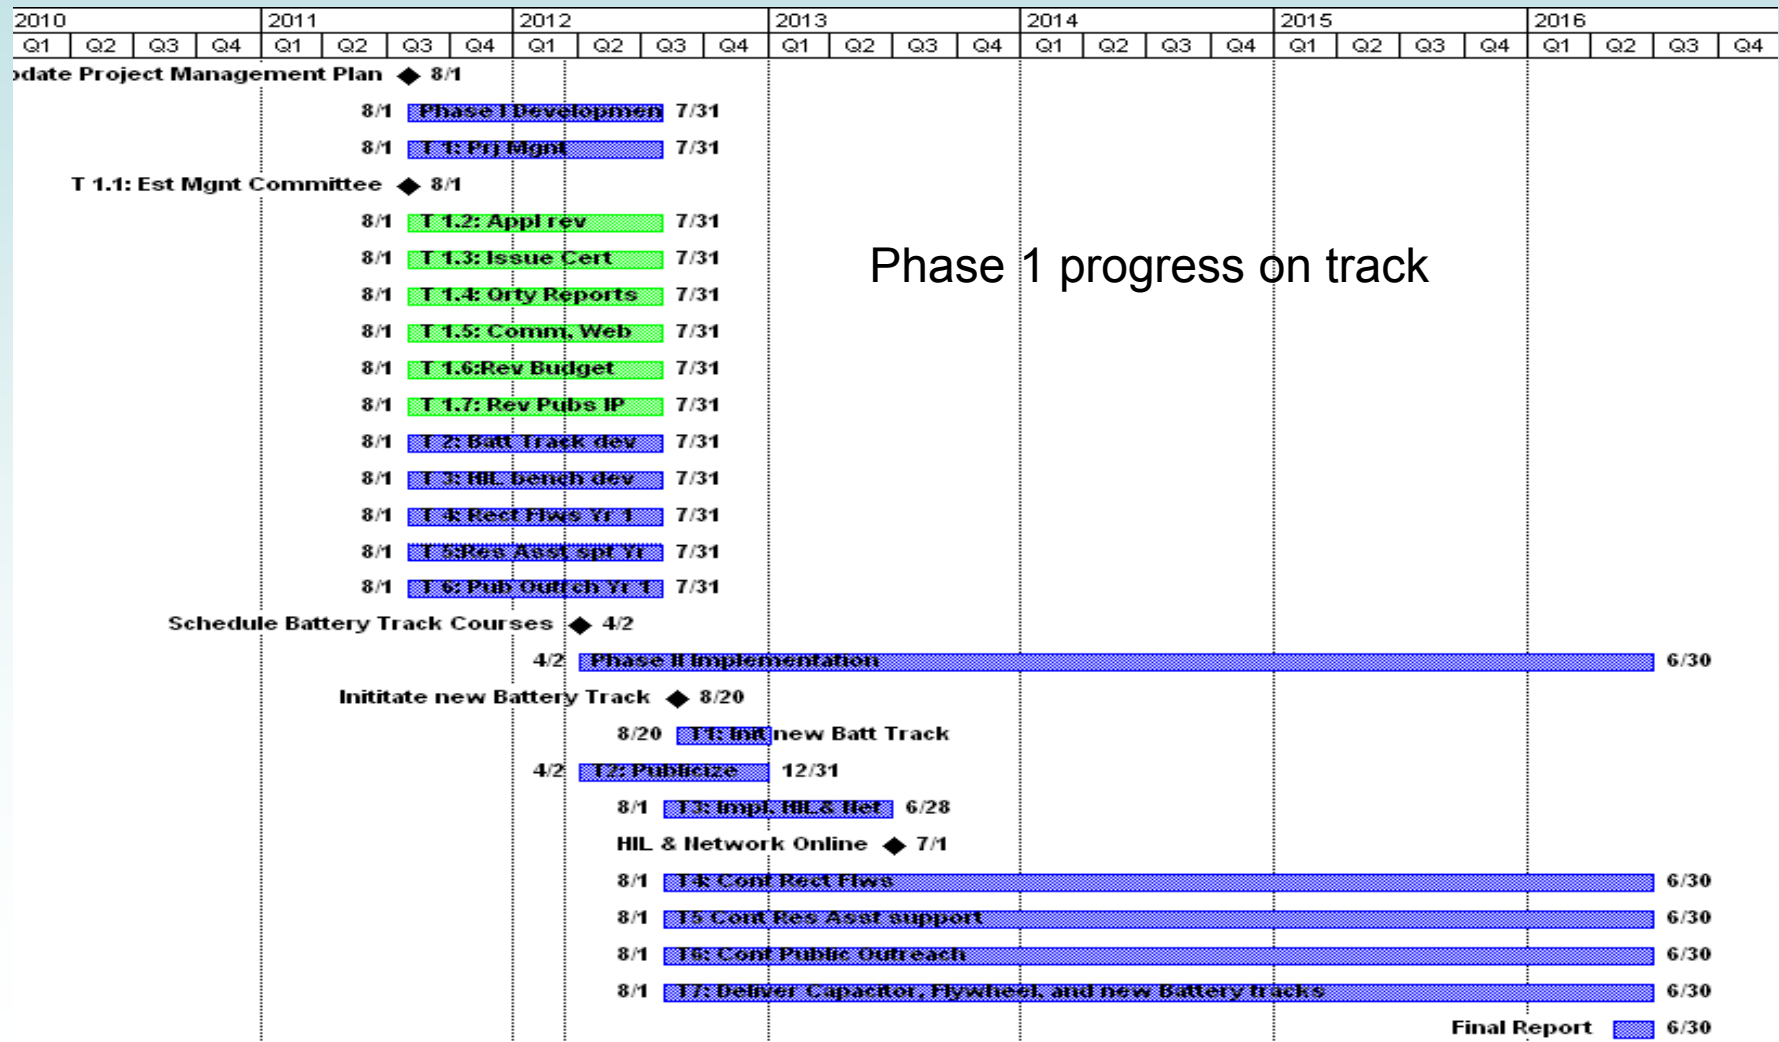 2010 2011 2012 2013 2014 2015 2016
Q1 Q2 Q3 Q4 Q1 Q2 Q3 Q4 Q1 Q2 Q3 Q4 Q1 Q2 Q3 Q4 Q1 Q2 Q3 Q4 Q1 Q2 Q3 Q4 Q1 Q2 Q3 Q4
pdate Project Management Plan 8/1
8/1 Phase I Developmen 7/31
8/1 T 1: Prj Mgnt 7/31
T 1.1: Est Mgnt Committee 8/1
8/1 T 1.2: Appl rev 7/31
8/1 T 1.3: Issue Cert 7/31
Phase 1 progress on track
8/1 T 1.4: Qrty Reports 7/31
8/1 T 1.5: Comm, Web 7/31
8/1 T 1.6:Rev Budget 7/31
8/1 T 1.7: Rev Pubs IP 7/31
8/1 T 2: Batt Track dev 7/31
8/1 T 3: HIL bench dev 7/31
8/1 T 4: Rect Flws Yr 1 7/31
8/1 T 5:Res Asst spt Yr 7/31
8/1 T 6: Pub Outrch Yr 1 7/31
Schedule Battery Track Courses 4/2
4/2 Phase II Implementation 6/30
Inititate new Battery Track 8/20
8/20 T1: Init new Batt Track
4/2 T2: Publicize 12/31
8/1 T3: Impl. HIL & Net 6/28
HIL & Network Online 7/1
8/1 T4: Cont Rect Flws 6/30
8/1 T5 Cont Res Asst support 6/30
8/1 T6: Cont Public Outreach 6/30
8/1 T7: Deliver Capacitor, Flywheel, and new Battery tracks 6/30
Final Report 6/30